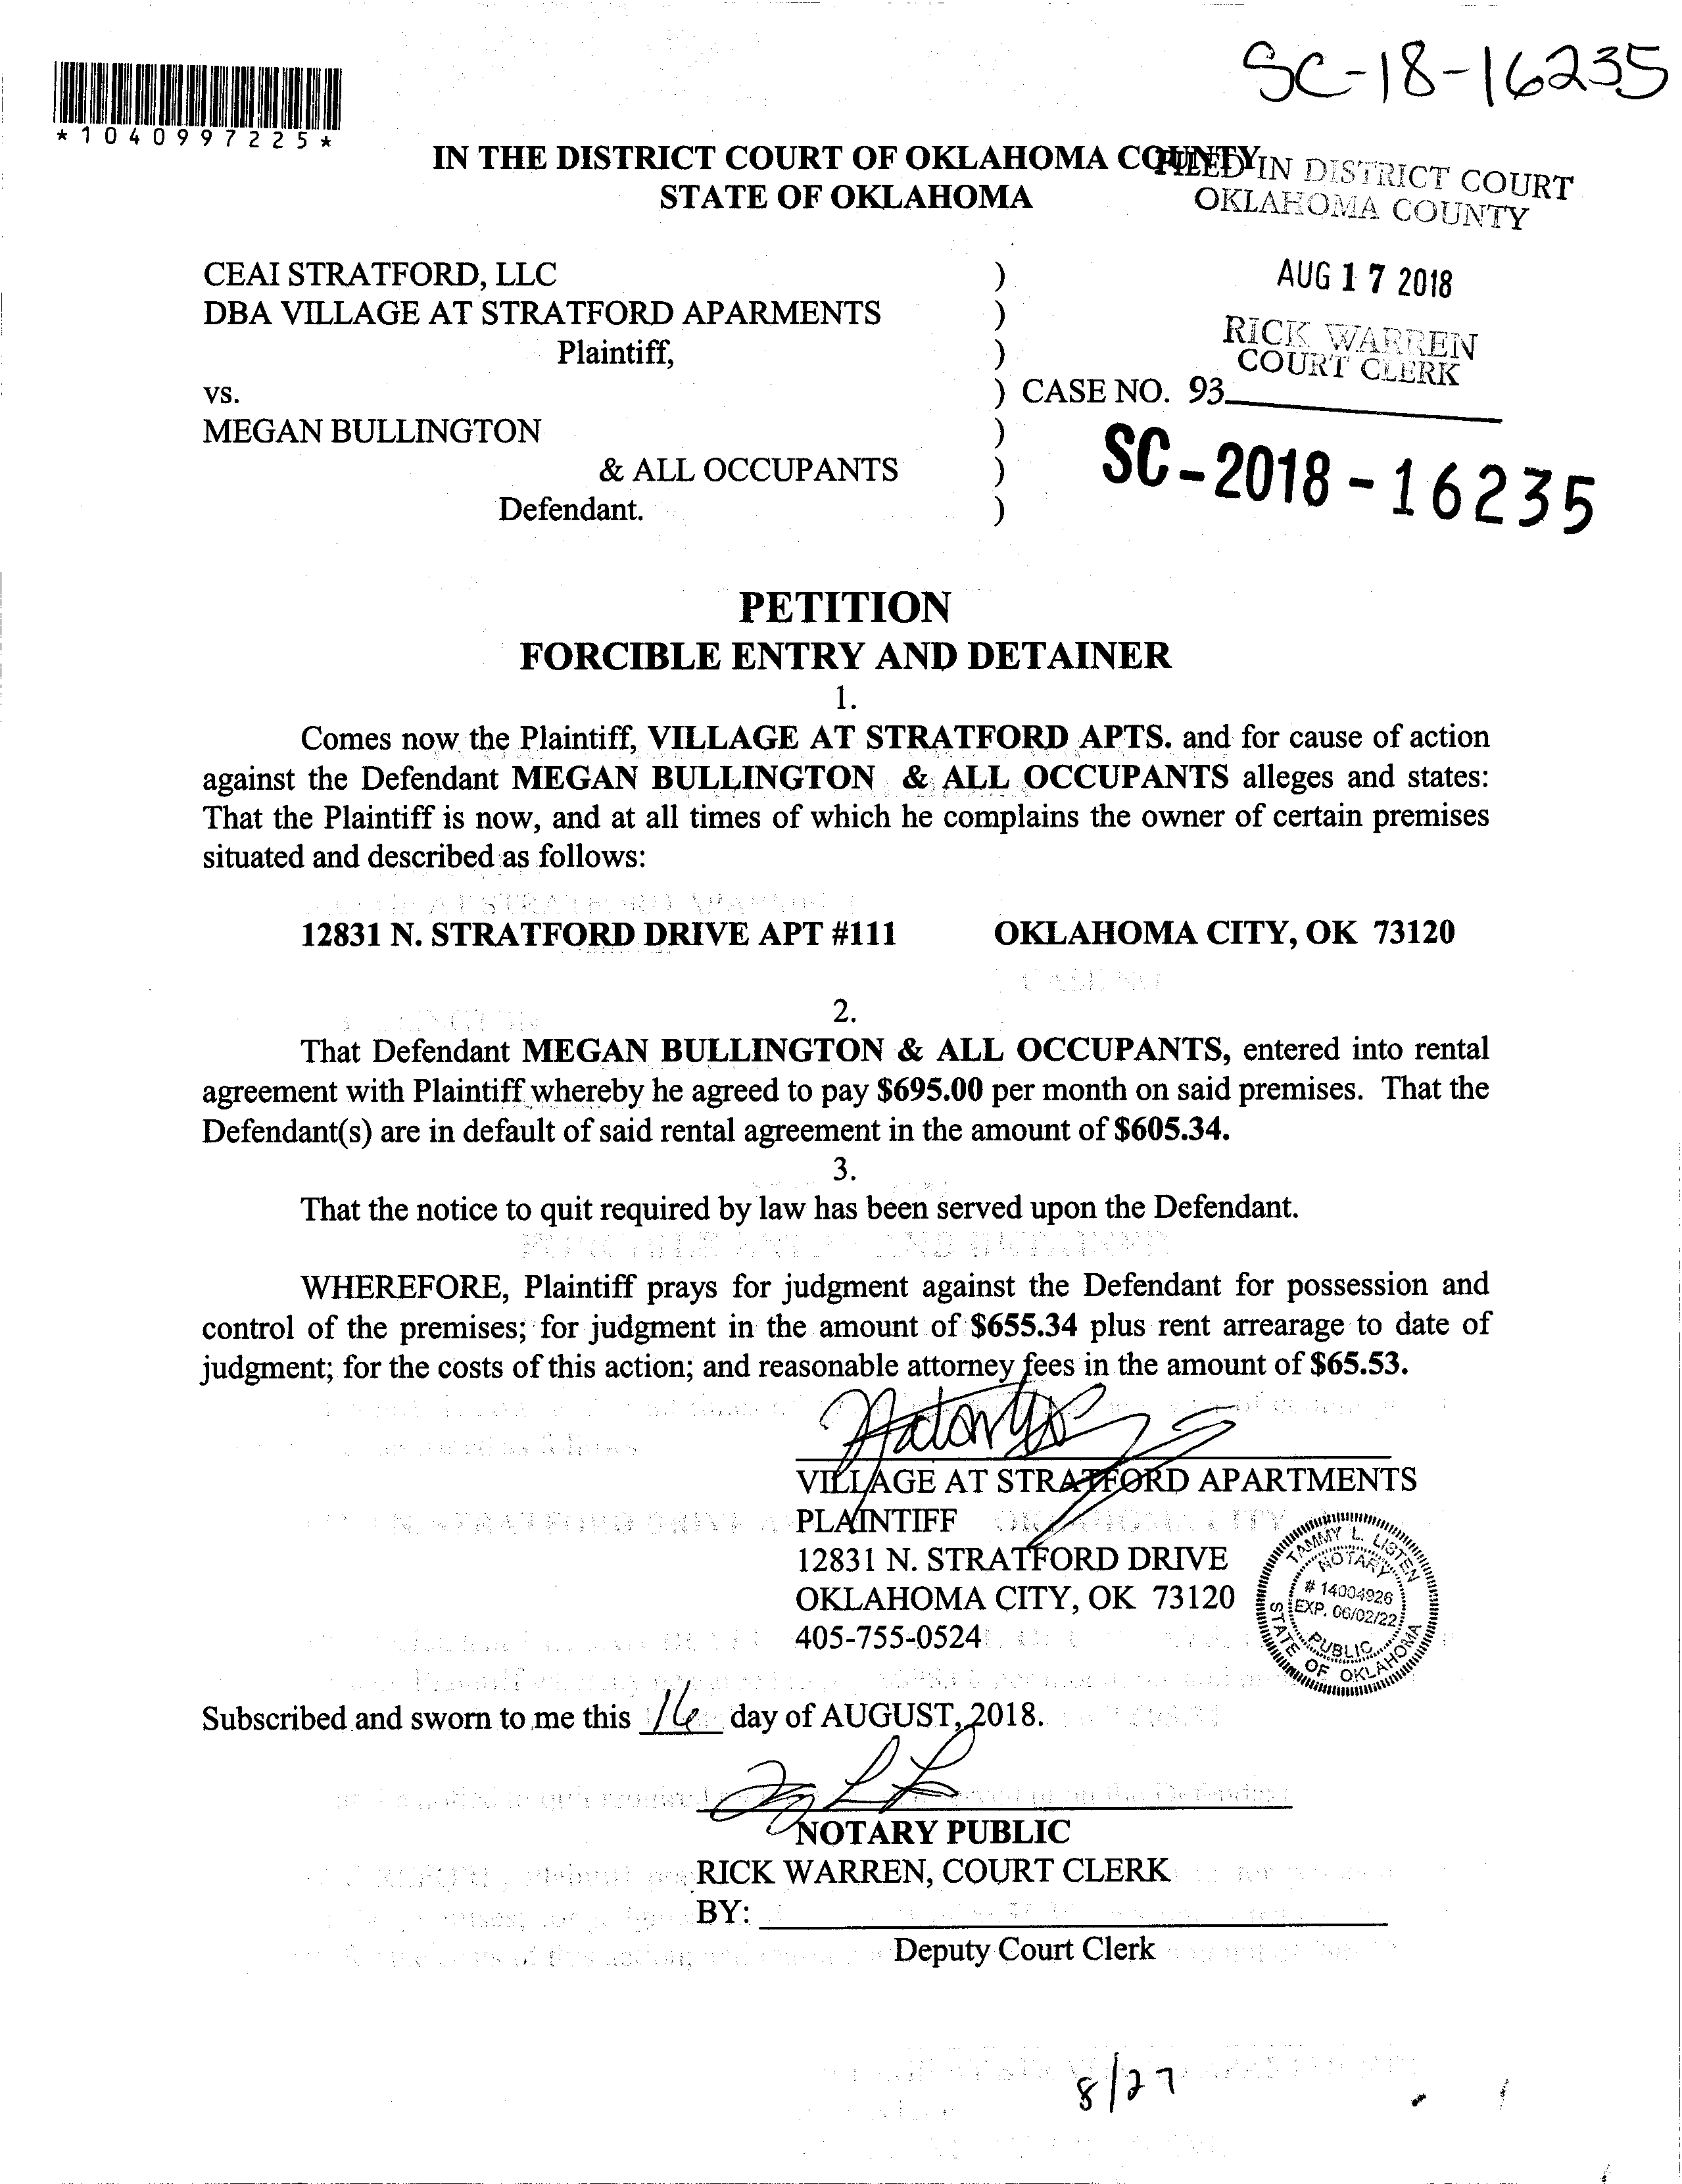 SC-18-16235
*1040997225*
IN THE DISTRICT COURT OF OKLAHOMA COUNTY
STATE OF OKLAHOMA
FILED IN DISTRICT COURT
OKLAHOMA COUNTY
AUG 17 2018
RICK WARREN
COURT CLERK
CEAI STRATFORD, LLC )
DBA VILLAGE AT STRATFORD APARMENTS )
Plaintiff, )
vs. ) CASE NO. 93
MEGAN BULLINGTON )
& ALL OCCUPANTS )
Defendant. )
SC-2018-16235
PETITION
FORCIBLE ENTRY AND DETAINER
1.
Comes now the Plaintiff, VILLAGE AT STRATFORD APTS. and for cause of action
against the Defendant MEGAN BULLINGTON & ALL OCCUPANTS alleges and states:
That the Plaintiff is now, and at all times of which he complains the owner of certain premises
situated and described as follows:
12831 N. STRATFORD DRIVE APT #111 OKLAHOMA CITY, OK 73120
2.
That Defendant MEGAN BULLINGTON & ALL OCCUPANTS, entered into rental
agreement with Plaintiff whereby he agreed to pay $695.00 per month on said premises. That the
Defendant(s) are in default of said rental agreement in the amount of $605.34.
3.
That the notice to quit required by law has been served upon the Defendant.
WHEREFORE, Plaintiff prays for judgment against the Defendant for possession and
control of the premises; for judgment in the amount of $655.34 plus rent arrearage to date of
judgment; for the costs of this action; and reasonable attorney fees in the amount of $65.53.
VILLAGE AT STRATFORD APARTMENTS
PLAINTIFF
12831 N. STRATFORD DRIVE
OKLAHOMA CITY, OK 73120
405-755-0524
TAMMY L. LISTEN
NOTARY
# 14004926
EXP. 06/02/22
PUBLIC
STATE OF OKLAHOMA
Subscribed and sworn to me this 16 day of AUGUST, 2018.
NOTARY PUBLIC
RICK WARREN, COURT CLERK
BY:
Deputy Court Clerk
8/27